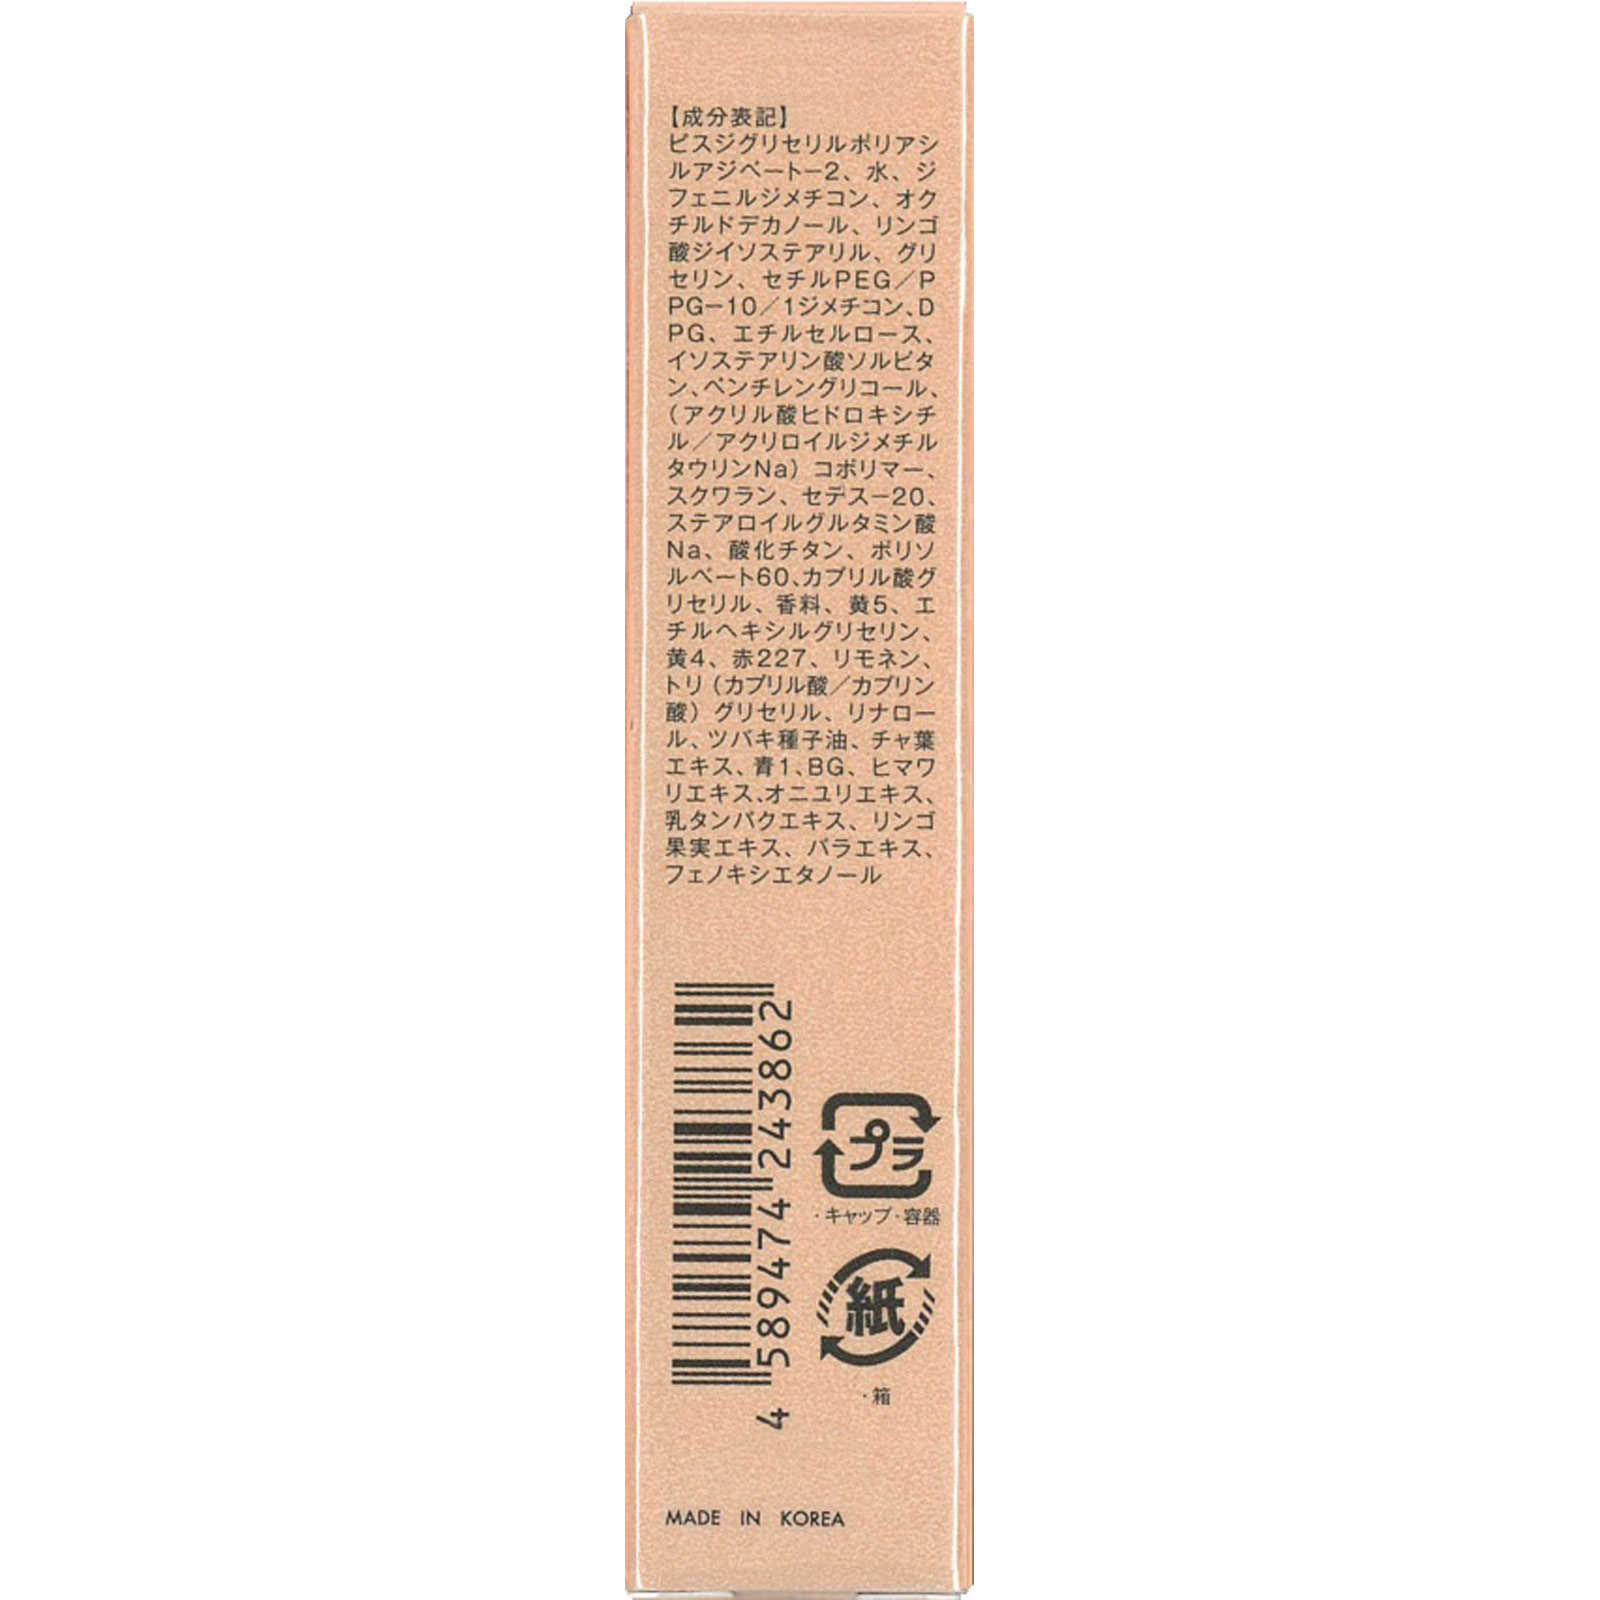 【成分表記】
ビスジグリセリルポリアシ
ルアジペート−2、水、ジ
フェニルジメチコン、オク
チルドデカノール、リンゴ
酸ジイソステアリル、グリ
セリン、セチルPEG／P
PG−10／1ジメチコン、D
PG、エチルセルロース、
イソステアリン酸ソルビタ
ン、ペンチレングリコール、
（アクリル酸ヒドロキシチ
ル／アクリロイルジメチル
タウリンNa）コポリマー、
スクワラン、セデス−20、
ステアロイルグルタミン酸
Na、酸化チタン、ポリソ
ルベート60、カプリル酸グ
リセリル、香料、黄5、エ
チルヘキシルグリセリン、
黄4、赤227、リモネン、
トリ（カプリル酸／カプリン
酸）グリセリル、リナロー
ル、ツバキ種子油、チャ葉
エキス、青1、BG、ヒマワ
リエキス、オニユリエキス、
乳タンパクエキス、リンゴ
果実エキス、バラエキス、
フェノキシエタノール
4 589474 243862
プラ
・キャップ・容器
紙
・箱
MADE IN KOREA